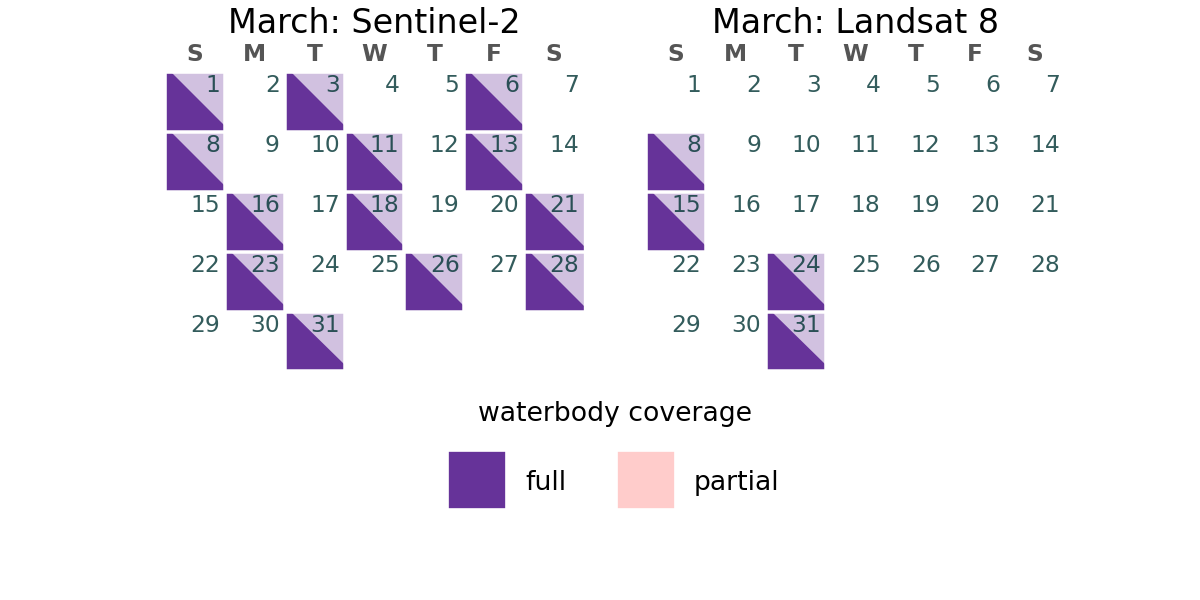 March: Sentinel-2
S M T W T F S
1 2 3 4 5 6 7
8 9 10 11 12 13 14
15 16 17 18 19 20 21
22 23 24 25 26 27 28
29 30 31
March: Landsat 8
S M T W T F S
1 2 3 4 5 6 7
8 9 10 11 12 13 14
15 16 17 18 19 20 21
22 23 24 25 26 27 28
29 30 31
waterbody coverage
full partial